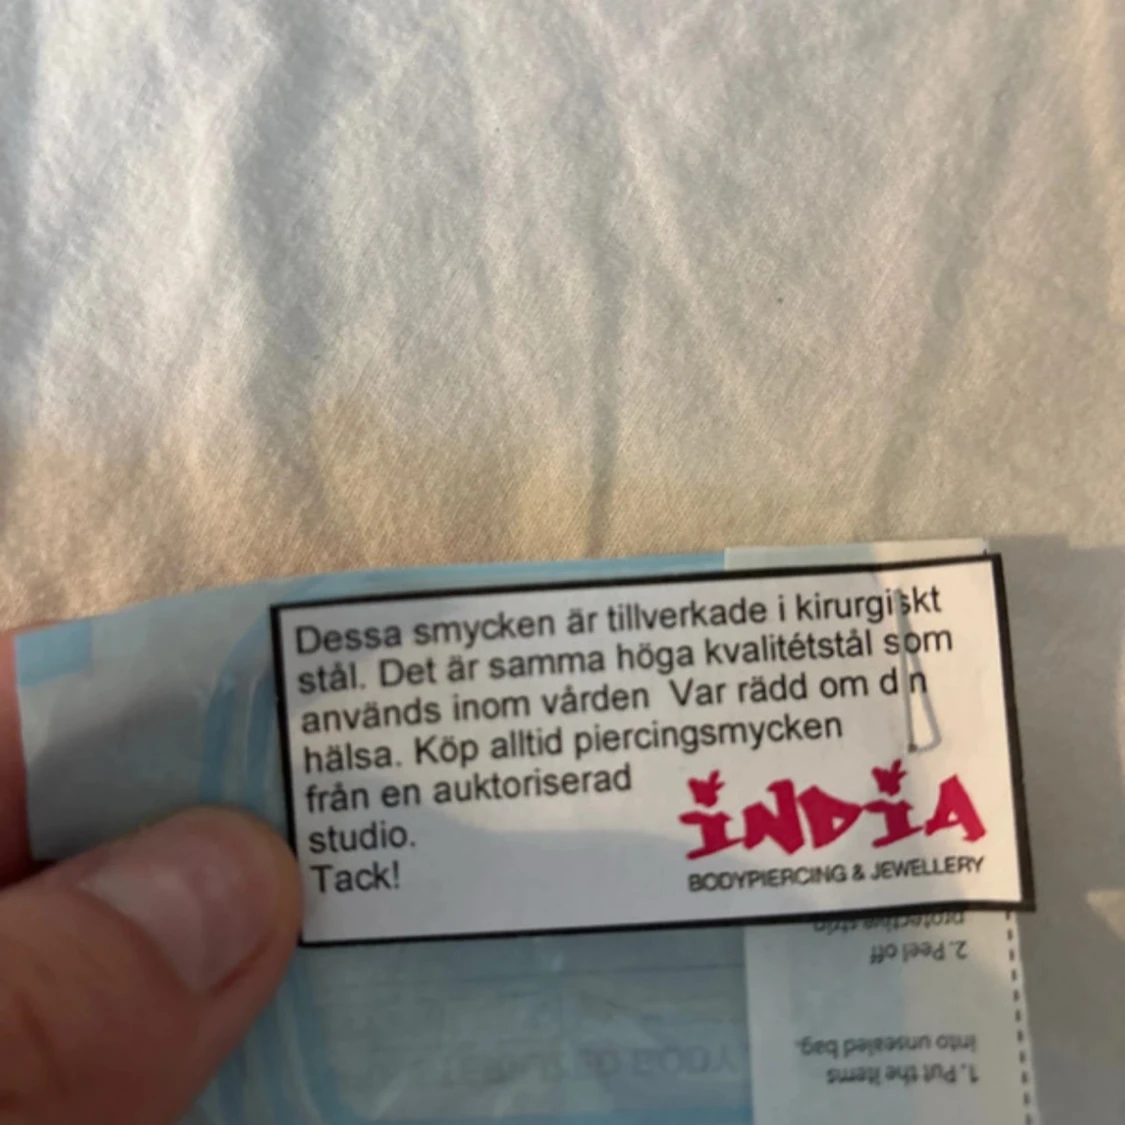 Dessa smycken är tillverkade i kirurgiskt
stål. Det är samma höga kvalitétstål som
används inom vården Var rädd om din
hälsa. Köp alltid piercingsmycken
från en auktoriserad
studio.
Tack!
INDIA
BODYPIERCING & JEWELLERY
1. Put the items
into unsealed bag.
2. Peel off
protective strip